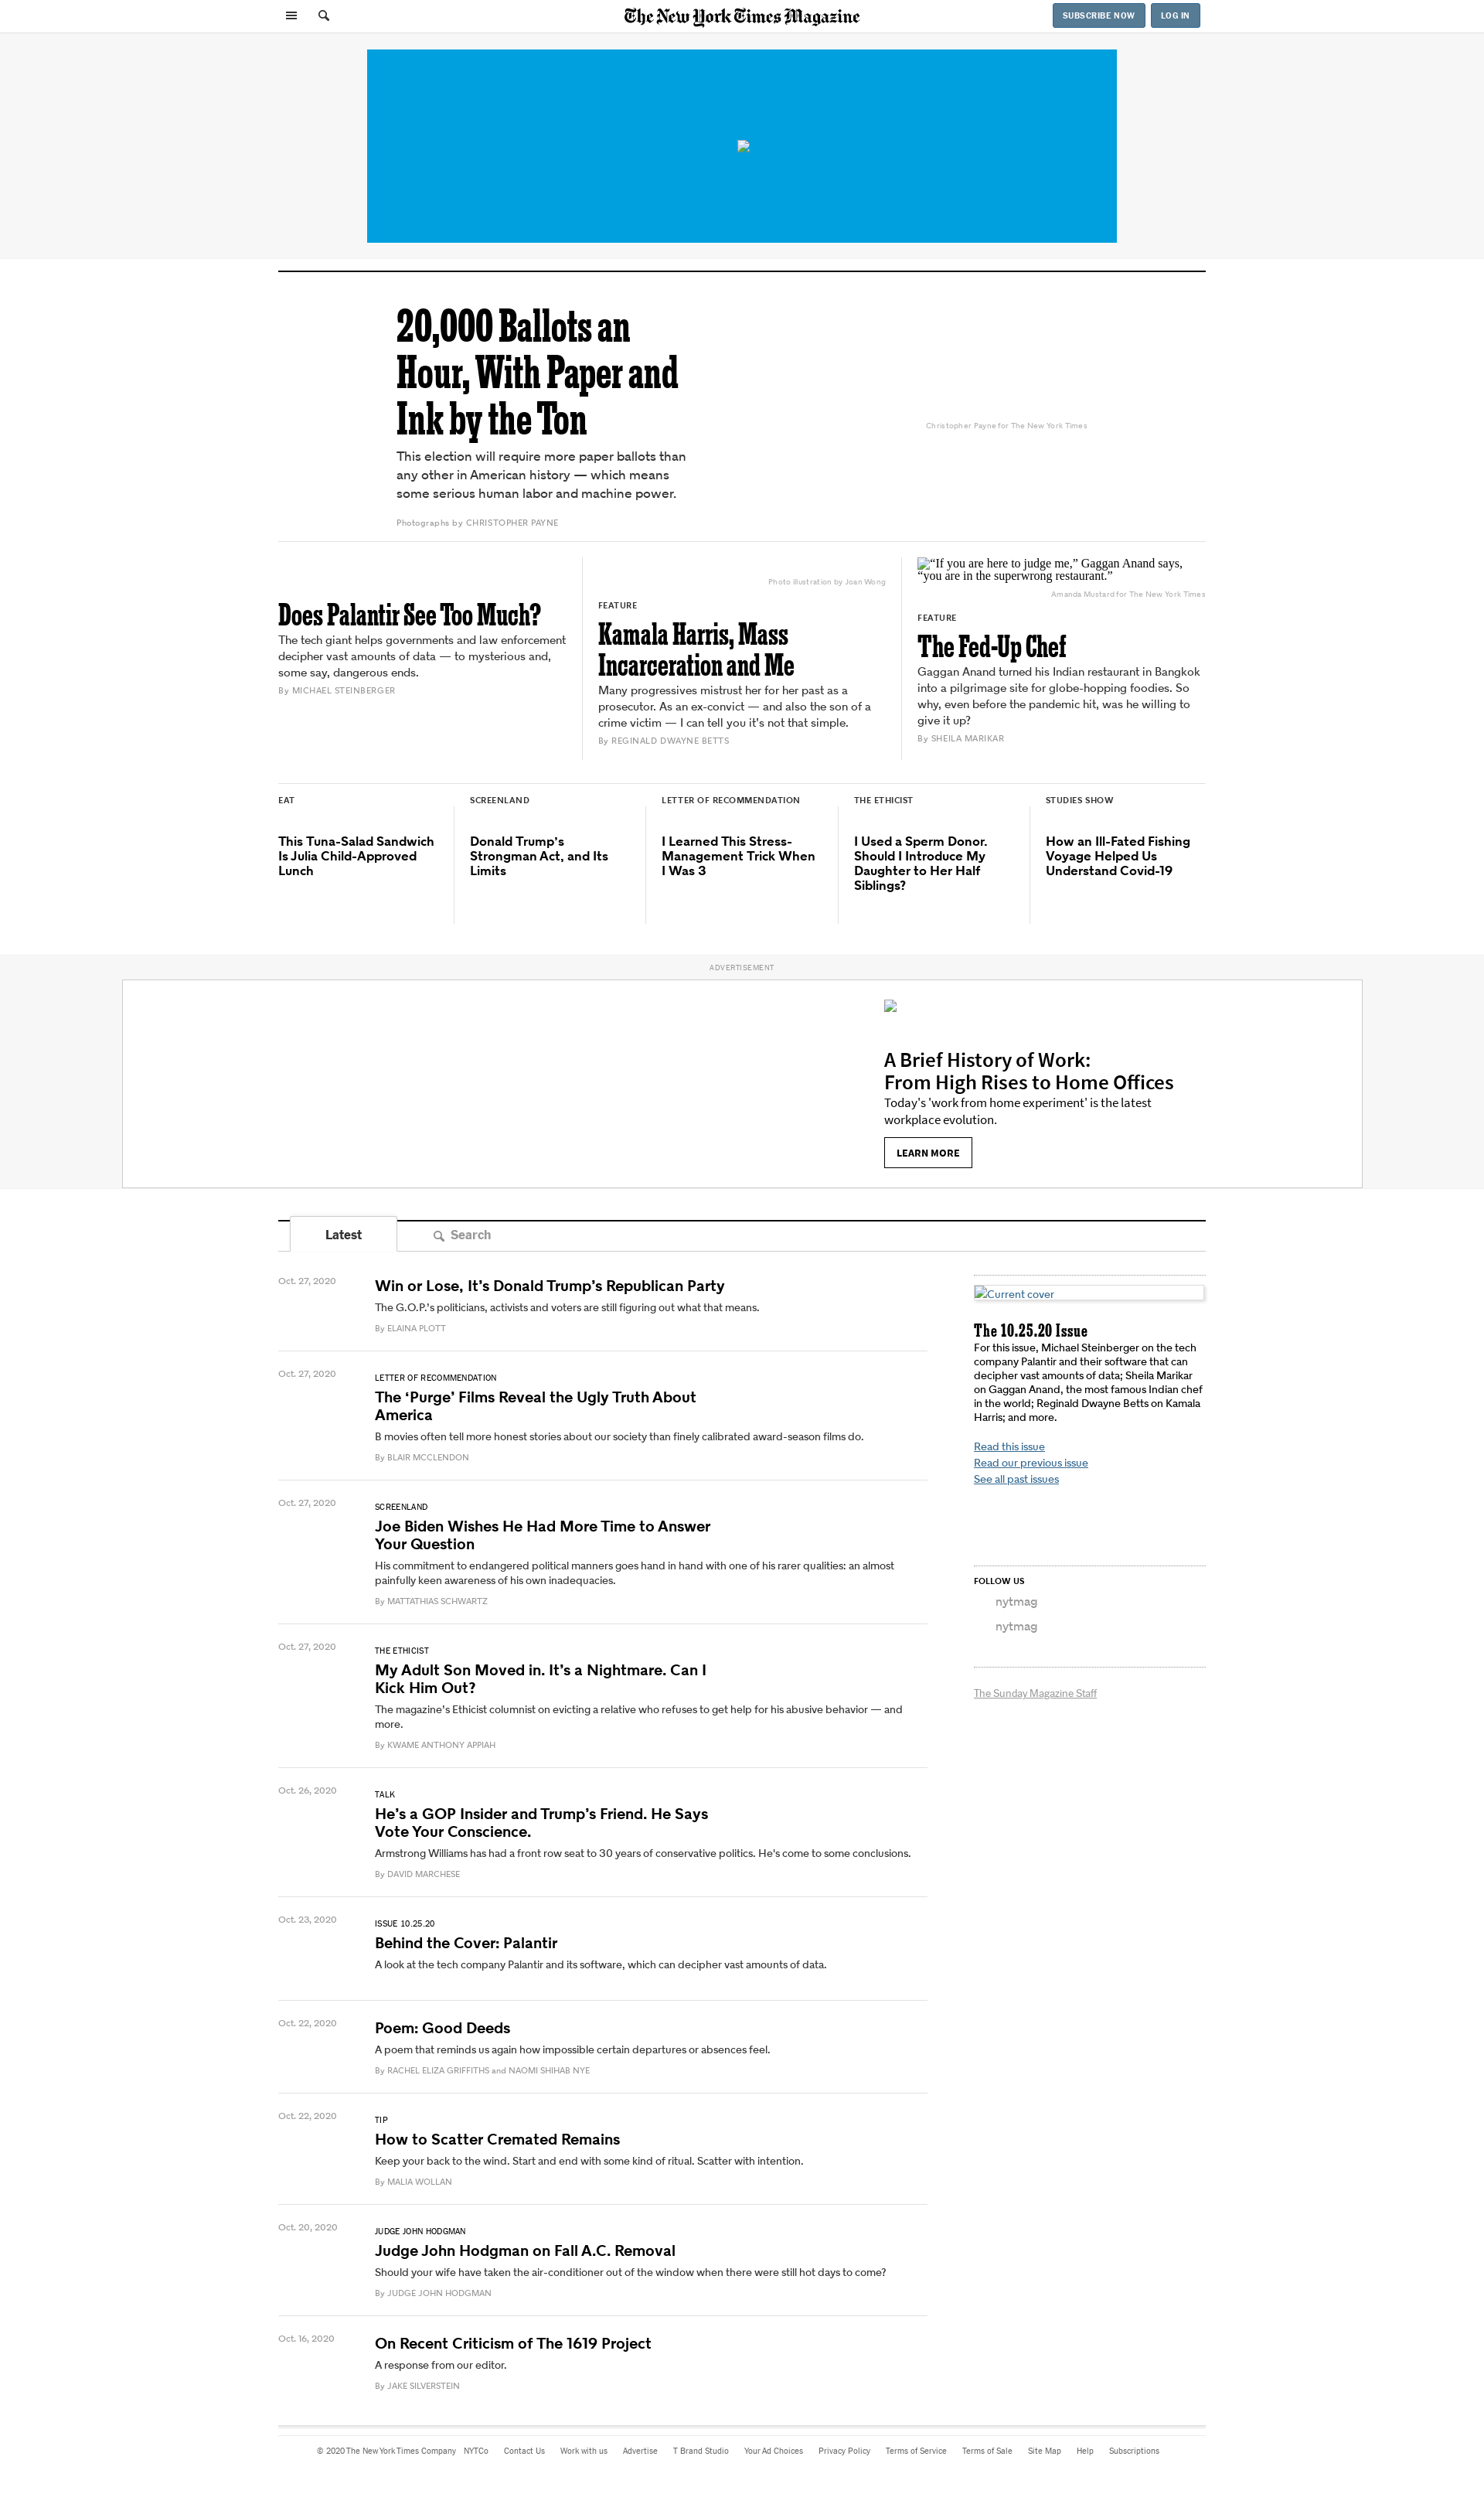 The New York Times Magazine
SUBSCRIBE NOW
LOG IN
20,000 Ballots an
Hour, With Paper and
Ink by the Ton
This election will require more paper ballots than
any other in American history — which means
some serious human labor and machine power.
Photographs by CHRISTOPHER PAYNE
Christopher Payne for The New York Times
Does Palantir See Too Much?
The tech giant helps governments and law enforcement
decipher vast amounts of data — to mysterious and,
some say, dangerous ends.
By MICHAEL STEINBERGER
Photo illustration by Joan Wong
FEATURE
Kamala Harris, Mass
Incarceration and Me
Many progressives mistrust her for her past as a
prosecutor. As an ex-convict — and also the son of a
crime victim — I can tell you it’s not that simple.
By REGINALD DWAYNE BETTS
“If you are here to judge me,” Gaggan Anand says,
“you are in the superwrong restaurant.”
Amanda Mustard for The New York Times
FEATURE
The Fed-Up Chef
Gaggan Anand turned his Indian restaurant in Bangkok
into a pilgrimage site for globe-hopping foodies. So
why, even before the pandemic hit, was he willing to
give it up?
By SHEILA MARIKAR
EAT
This Tuna-Salad Sandwich
Is Julia Child-Approved
Lunch
SCREENLAND
Donald Trump’s
Strongman Act, and Its
Limits
LETTER OF RECOMMENDATION
I Learned This Stress-
Management Trick When
I Was 3
THE ETHICIST
I Used a Sperm Donor.
Should I Introduce My
Daughter to Her Half
Siblings?
STUDIES SHOW
How an Ill-Fated Fishing
Voyage Helped Us
Understand Covid-19
ADVERTISEMENT
A Brief History of Work:
From High Rises to Home Offices
Today's 'work from home experiment' is the latest
workplace evolution.
LEARN MORE
Latest
Search
Oct. 27, 2020
Win or Lose, It’s Donald Trump’s Republican Party
The G.O.P.’s politicians, activists and voters are still figuring out what that means.
By ELAINA PLOTT
Oct. 27, 2020
LETTER OF RECOMMENDATION
The ‘Purge’ Films Reveal the Ugly Truth About
America
B movies often tell more honest stories about our society than finely calibrated award-season films do.
By BLAIR MCCLENDON
Oct. 27, 2020
SCREENLAND
Joe Biden Wishes He Had More Time to Answer
Your Question
His commitment to endangered political manners goes hand in hand with one of his rarer qualities: an almost
painfully keen awareness of his own inadequacies.
By MATTATHIAS SCHWARTZ
Oct. 27, 2020
THE ETHICIST
My Adult Son Moved in. It’s a Nightmare. Can I
Kick Him Out?
The magazine’s Ethicist columnist on evicting a relative who refuses to get help for his abusive behavior — and
more.
By KWAME ANTHONY APPIAH
Oct. 26, 2020
TALK
He’s a GOP Insider and Trump’s Friend. He Says
Vote Your Conscience.
Armstrong Williams has had a front row seat to 30 years of conservative politics. He's come to some conclusions.
By DAVID MARCHESE
Oct. 23, 2020
ISSUE 10.25.20
Behind the Cover: Palantir
A look at the tech company Palantir and its software, which can decipher vast amounts of data.
Oct. 22, 2020
Poem: Good Deeds
A poem that reminds us again how impossible certain departures or absences feel.
By RACHEL ELIZA GRIFFITHS and NAOMI SHIHAB NYE
Oct. 22, 2020
TIP
How to Scatter Cremated Remains
Keep your back to the wind. Start and end with some kind of ritual. Scatter with intention.
By MALIA WOLLAN
Oct. 20, 2020
JUDGE JOHN HODGMAN
Judge John Hodgman on Fall A.C. Removal
Should your wife have taken the air-conditioner out of the window when there were still hot days to come?
By JUDGE JOHN HODGMAN
Oct. 16, 2020
On Recent Criticism of The 1619 Project
A response from our editor.
By JAKE SILVERSTEIN
Current cover
The 10.25.20 Issue
For this issue, Michael Steinberger on the tech
company Palantir and their software that can
decipher vast amounts of data; Sheila Marikar
on Gaggan Anand, the most famous Indian chef
in the world; Reginald Dwayne Betts on Kamala
Harris; and more.
Read this issue
Read our previous issue
See all past issues
FOLLOW US
nytmag
nytmag
The Sunday Magazine Staff
© 2020 The New York Times Company NYTCo Contact Us Work with us Advertise T Brand Studio Your Ad Choices Privacy Policy Terms of Service Terms of Sale Site Map Help Subscriptions